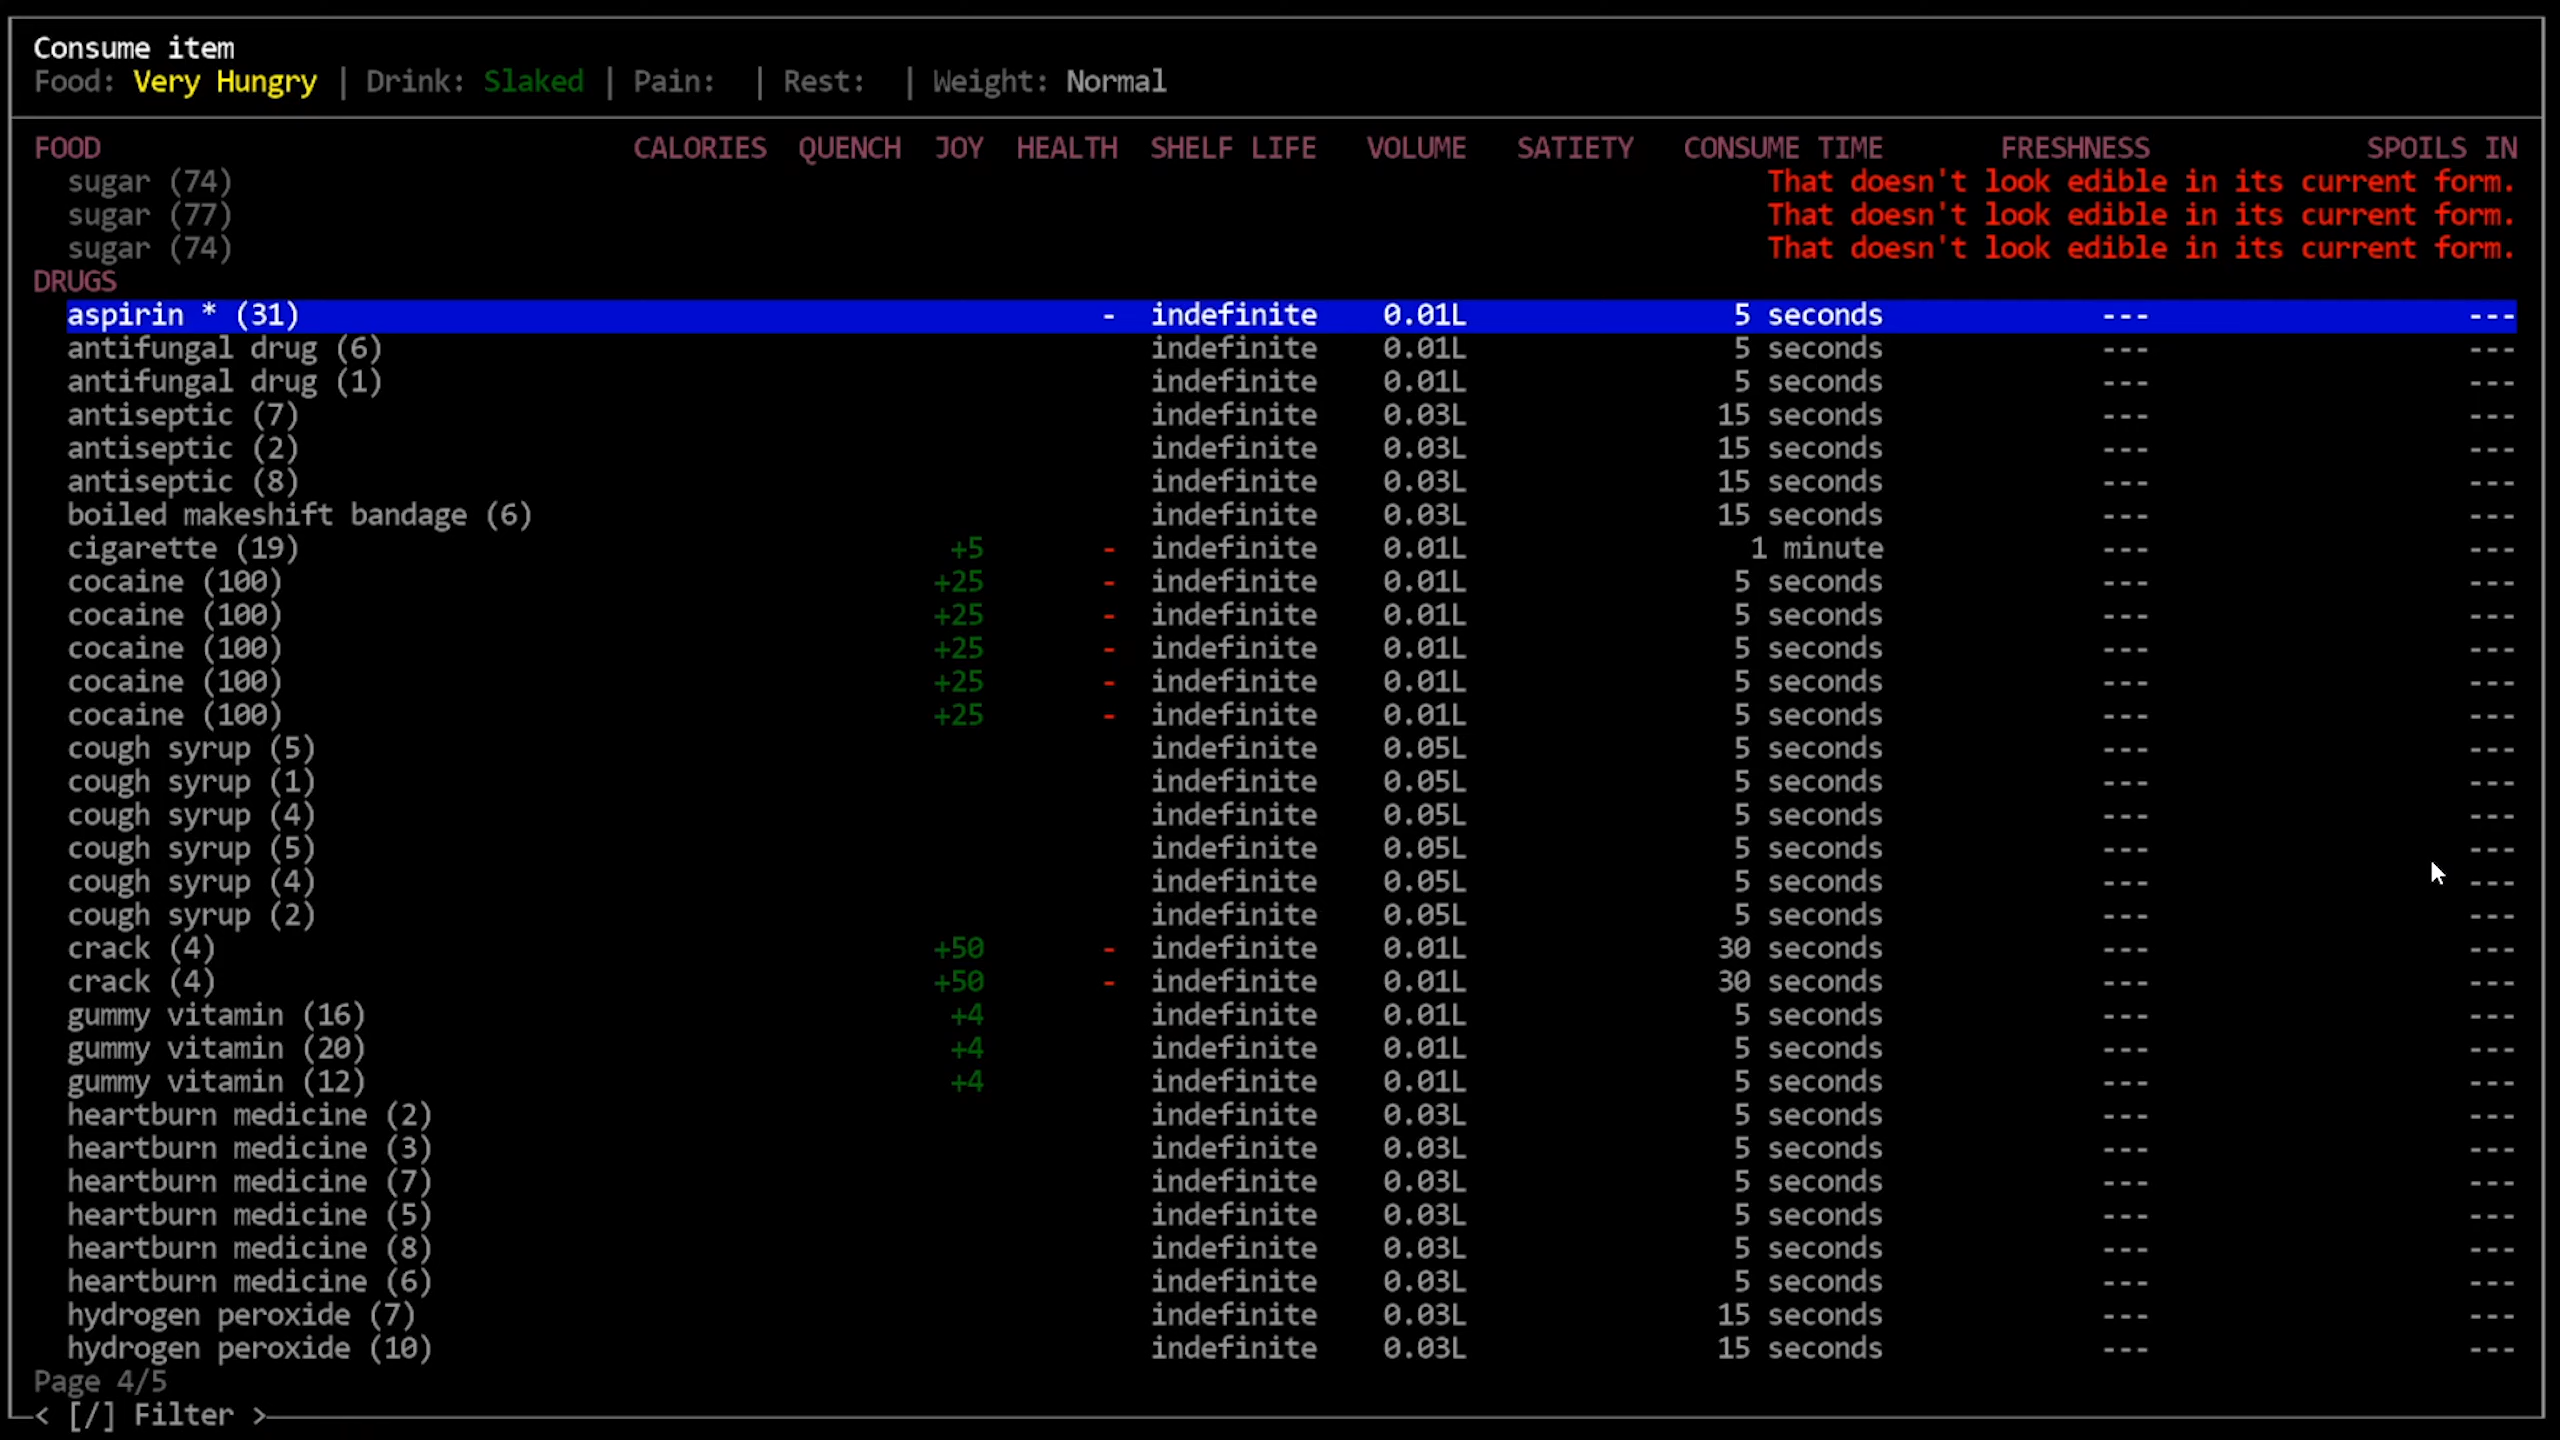 Consume item
Food: Very Hungry | Drink: Slaked | Pain: | Rest: | Weight: Normal
FOOD CALORIES QUENCH JOY HEALTH SHELF LIFE VOLUME SATIETY CONSUME TIME FRESHNESS SPOILS IN
sugar (74) That doesn't look edible in its current form.
sugar (77) That doesn't look edible in its current form.
sugar (74) That doesn't look edible in its current form.
DRUGS
aspirin * (31) - indefinite 0.01L 5 seconds --- ---
antifungal drug (6) indefinite 0.01L 5 seconds --- ---
antifungal drug (1) indefinite 0.01L 5 seconds --- ---
antiseptic (7) indefinite 0.03L 15 seconds --- ---
antiseptic (2) indefinite 0.03L 15 seconds --- ---
antiseptic (8) indefinite 0.03L 15 seconds --- ---
boiled makeshift bandage (6) indefinite 0.03L 15 seconds --- ---
cigarette (19) +5 - indefinite 0.01L 1 minute --- ---
cocaine (100) +25 - indefinite 0.01L 5 seconds --- ---
cocaine (100) +25 - indefinite 0.01L 5 seconds --- ---
cocaine (100) +25 - indefinite 0.01L 5 seconds --- ---
cocaine (100) +25 - indefinite 0.01L 5 seconds --- ---
cocaine (100) +25 - indefinite 0.01L 5 seconds --- ---
cough syrup (5) indefinite 0.05L 5 seconds --- ---
cough syrup (1) indefinite 0.05L 5 seconds --- ---
cough syrup (4) indefinite 0.05L 5 seconds --- ---
cough syrup (5) indefinite 0.05L 5 seconds --- ---
cough syrup (4) indefinite 0.05L 5 seconds --- ---
cough syrup (2) indefinite 0.05L 5 seconds --- ---
crack (4) +50 - indefinite 0.01L 30 seconds --- ---
crack (4) +50 - indefinite 0.01L 30 seconds --- ---
gummy vitamin (16) +4 indefinite 0.01L 5 seconds --- ---
gummy vitamin (20) +4 indefinite 0.01L 5 seconds --- ---
gummy vitamin (12) +4 indefinite 0.01L 5 seconds --- ---
heartburn medicine (2) indefinite 0.03L 5 seconds --- ---
heartburn medicine (3) indefinite 0.03L 5 seconds --- ---
heartburn medicine (7) indefinite 0.03L 5 seconds --- ---
heartburn medicine (5) indefinite 0.03L 5 seconds --- ---
heartburn medicine (8) indefinite 0.03L 5 seconds --- ---
heartburn medicine (6) indefinite 0.03L 5 seconds --- ---
hydrogen peroxide (7) indefinite 0.03L 15 seconds --- ---
hydrogen peroxide (10) indefinite 0.03L 15 seconds --- ---
Page 4/5
< [/] Filter >